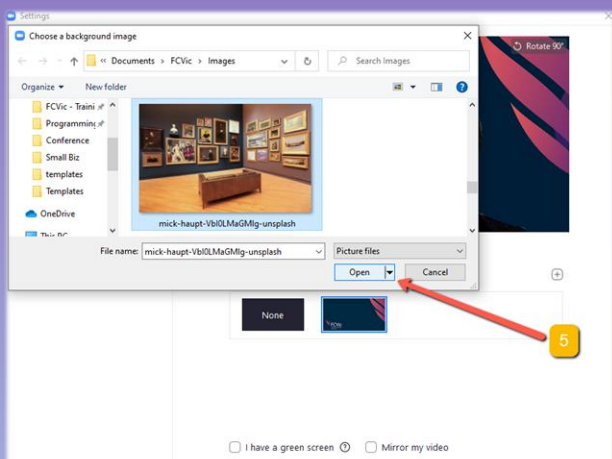 Settings
Choose a background image
« Documents > FCVic > Images
Search Images
Organize
New folder
FCVic - Traini
Programming
Conference
Small Biz
templates
Templates
OneDrive
This PC
mick-haupt-VbI0LMaGMIg-unsplash
File name: mick-haupt-VbI0LMaGMIg-unsplash
Picture files
Open
Cancel
Rotate 90°
None
FCVic
5
I have a green screen
Mirror my video